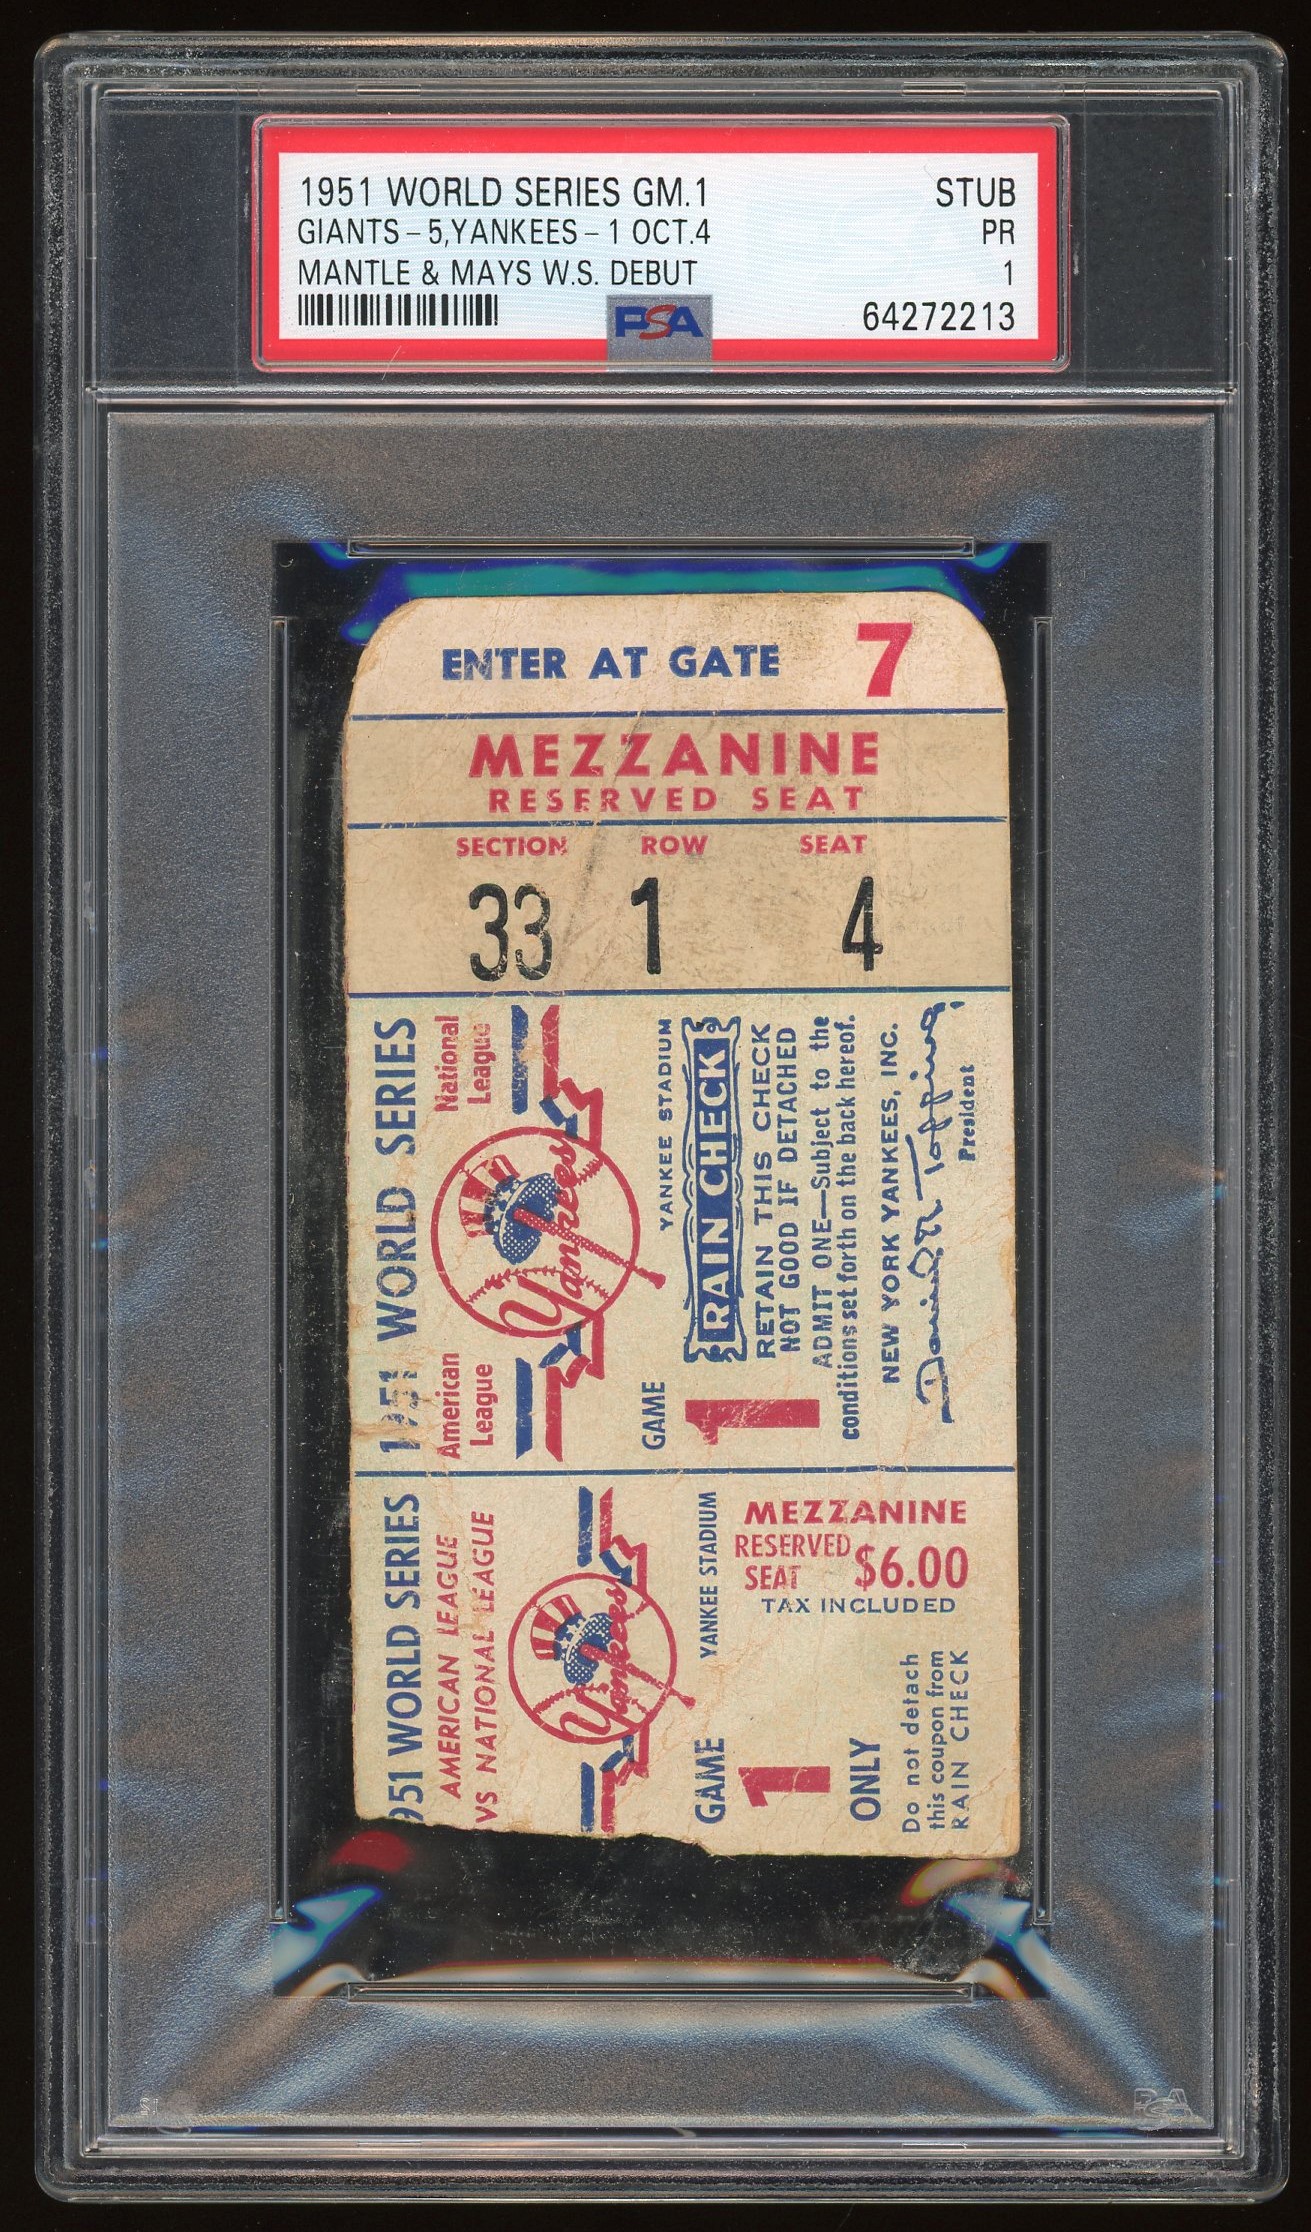 1951 WORLD SERIES GM.1 STUB
GIANTS - 5,YANKEES - 1 OCT.4 PR
MANTLE & MAYS W.S. DEBUT 1
PSA 64272213
ENTER AT GATE 7
MEZZANINE
RESERVED SEAT
SECTION ROW SEAT
33 1 4
1951 WORLD SERIES
American League
National League
Yankees
GAME 1
YANKEE STADIUM
RAIN CHECK
RETAIN THIS CHECK
NOT GOOD IF DETACHED
ADMIT ONE—Subject to the
conditions set forth on the back hereof.
NEW YORK YANKEES, INC.
Daniel R Topping
President
951 WORLD SERIES
AMERICAN LEAGUE
VS NATIONAL LEAGUE
Yankees
GAME 1 ONLY
YANKEE STADIUM
MEZZANINE
RESERVED
SEAT $6.00
TAX INCLUDED
Do not detach
this coupon from
RAIN CHECK
PSA